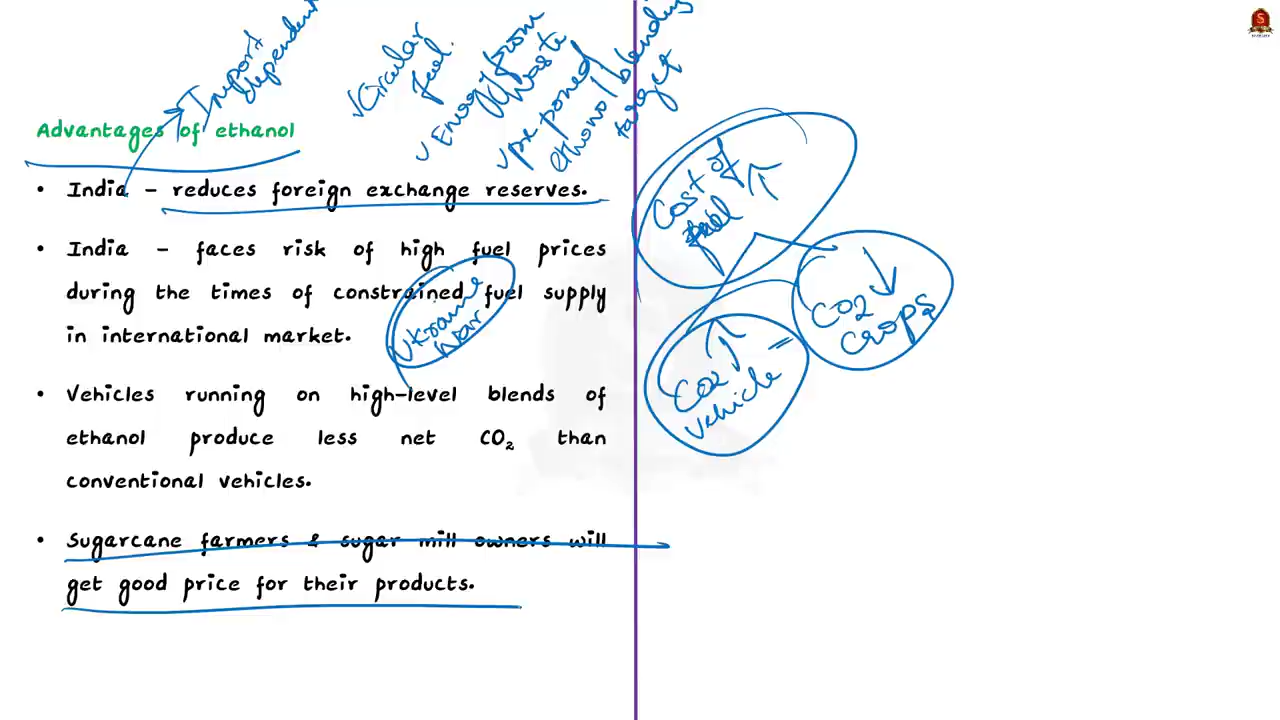 Import
dependent
√Circular
fuel.
√Energy from
Waste
√pre poned
ethanol blending
target
Advantages of ethanol
• India – reduces foreign exchange reserves.
• India – faces risk of high fuel prices
during the times of constrained fuel supply
in international market.
Ukraine
War
• Vehicles running on high-level blends of
ethanol produce less net CO₂ than
conventional vehicles.
• Sugarcane farmers & sugar mill owners will
get good price for their products.
Cost of
fuel ↑
CO2 ↓
crops
CO2 ↑
vehicle